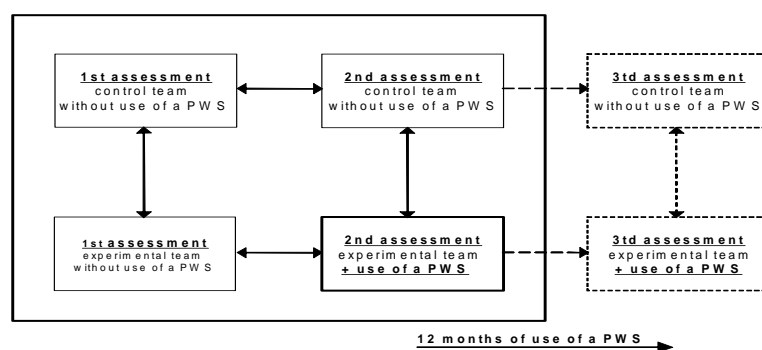 1st assessment
control team
without use of a PWS
2nd assessment
control team
without use of a PWS
3td assessment
control team
without use of a PWS
1st assessment
experimental team
without use of a PWS
2nd assessment
experimental team
+ use of a PWS
3td assessment
experimental team
+ use of a PWS
12 months of use of a PWS